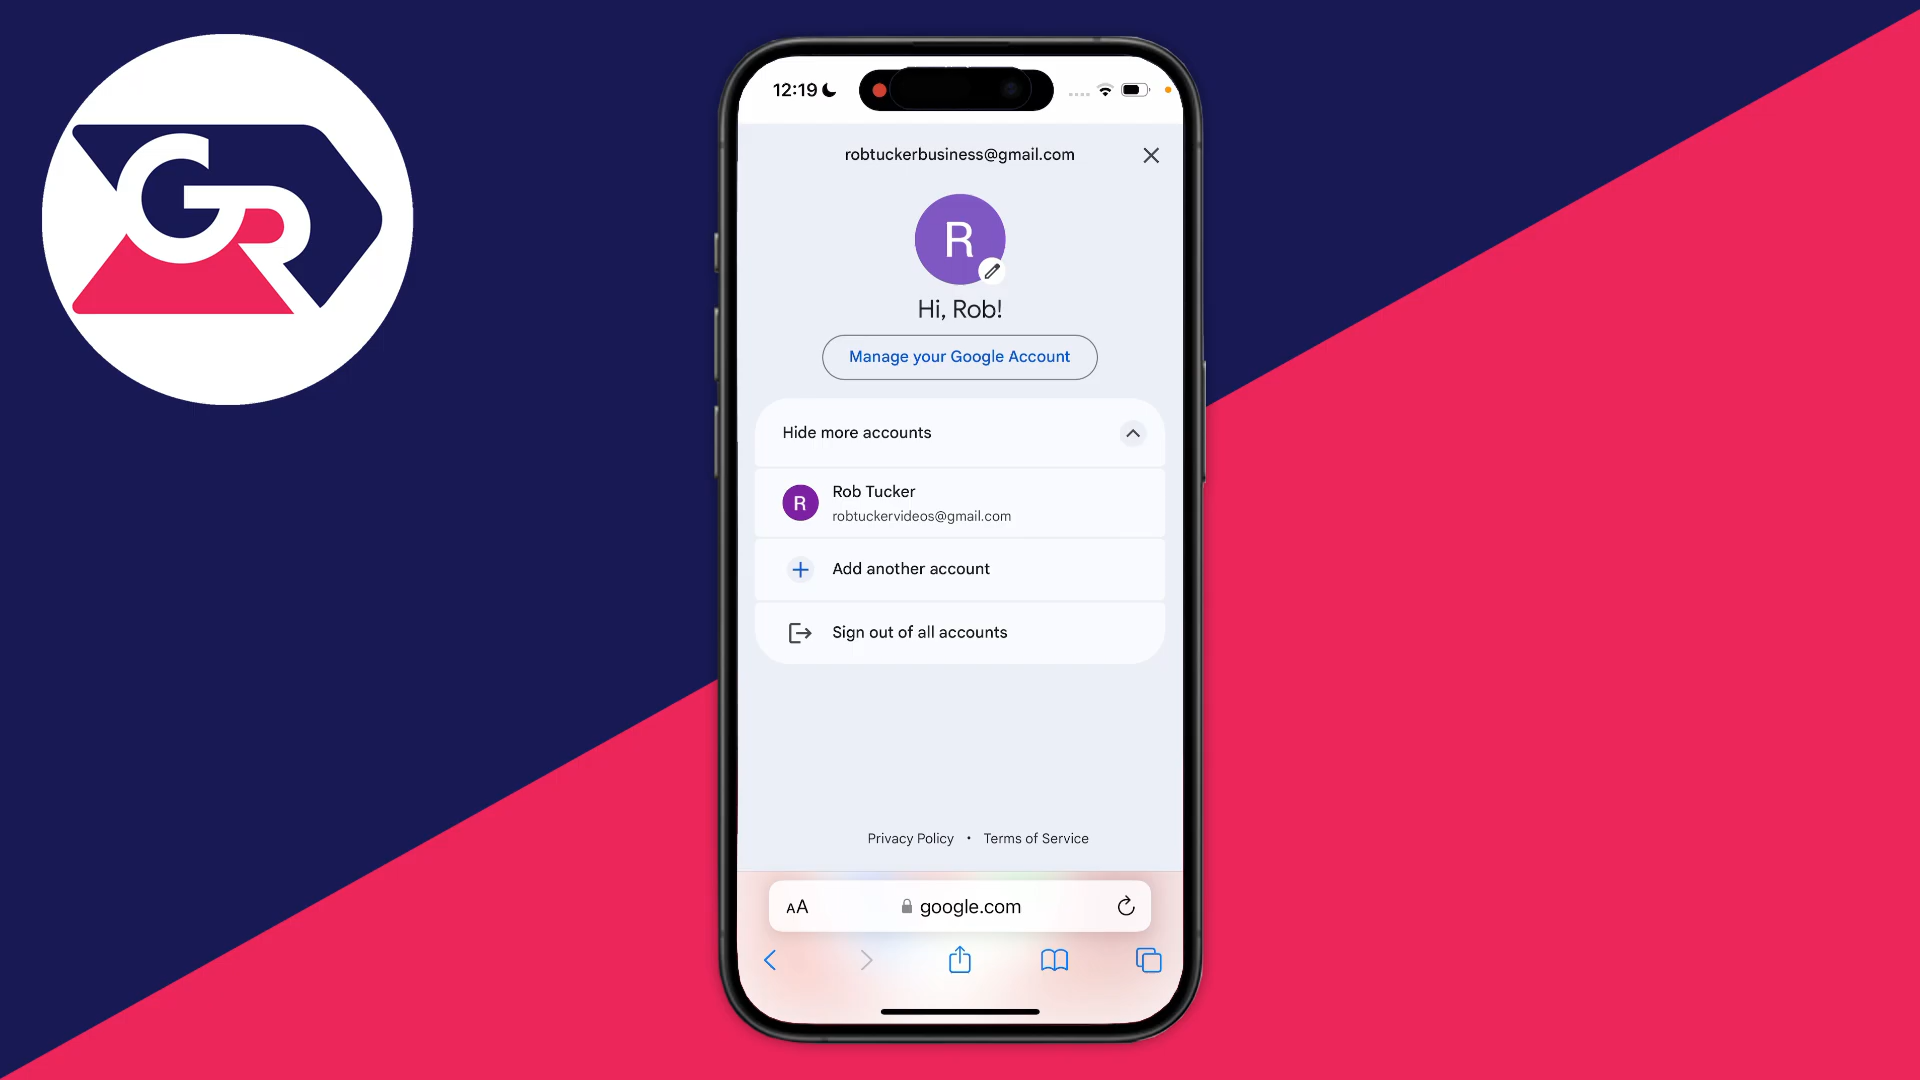 GR
12:19
robtuckerbusiness@gmail.com
R
Hi, Rob!
Manage your Google Account
Hide more accounts
R
Rob Tucker
robtuckervideos@gmail.com
Add another account
Sign out of all accounts
Privacy Policy • Terms of Service
AA google.com